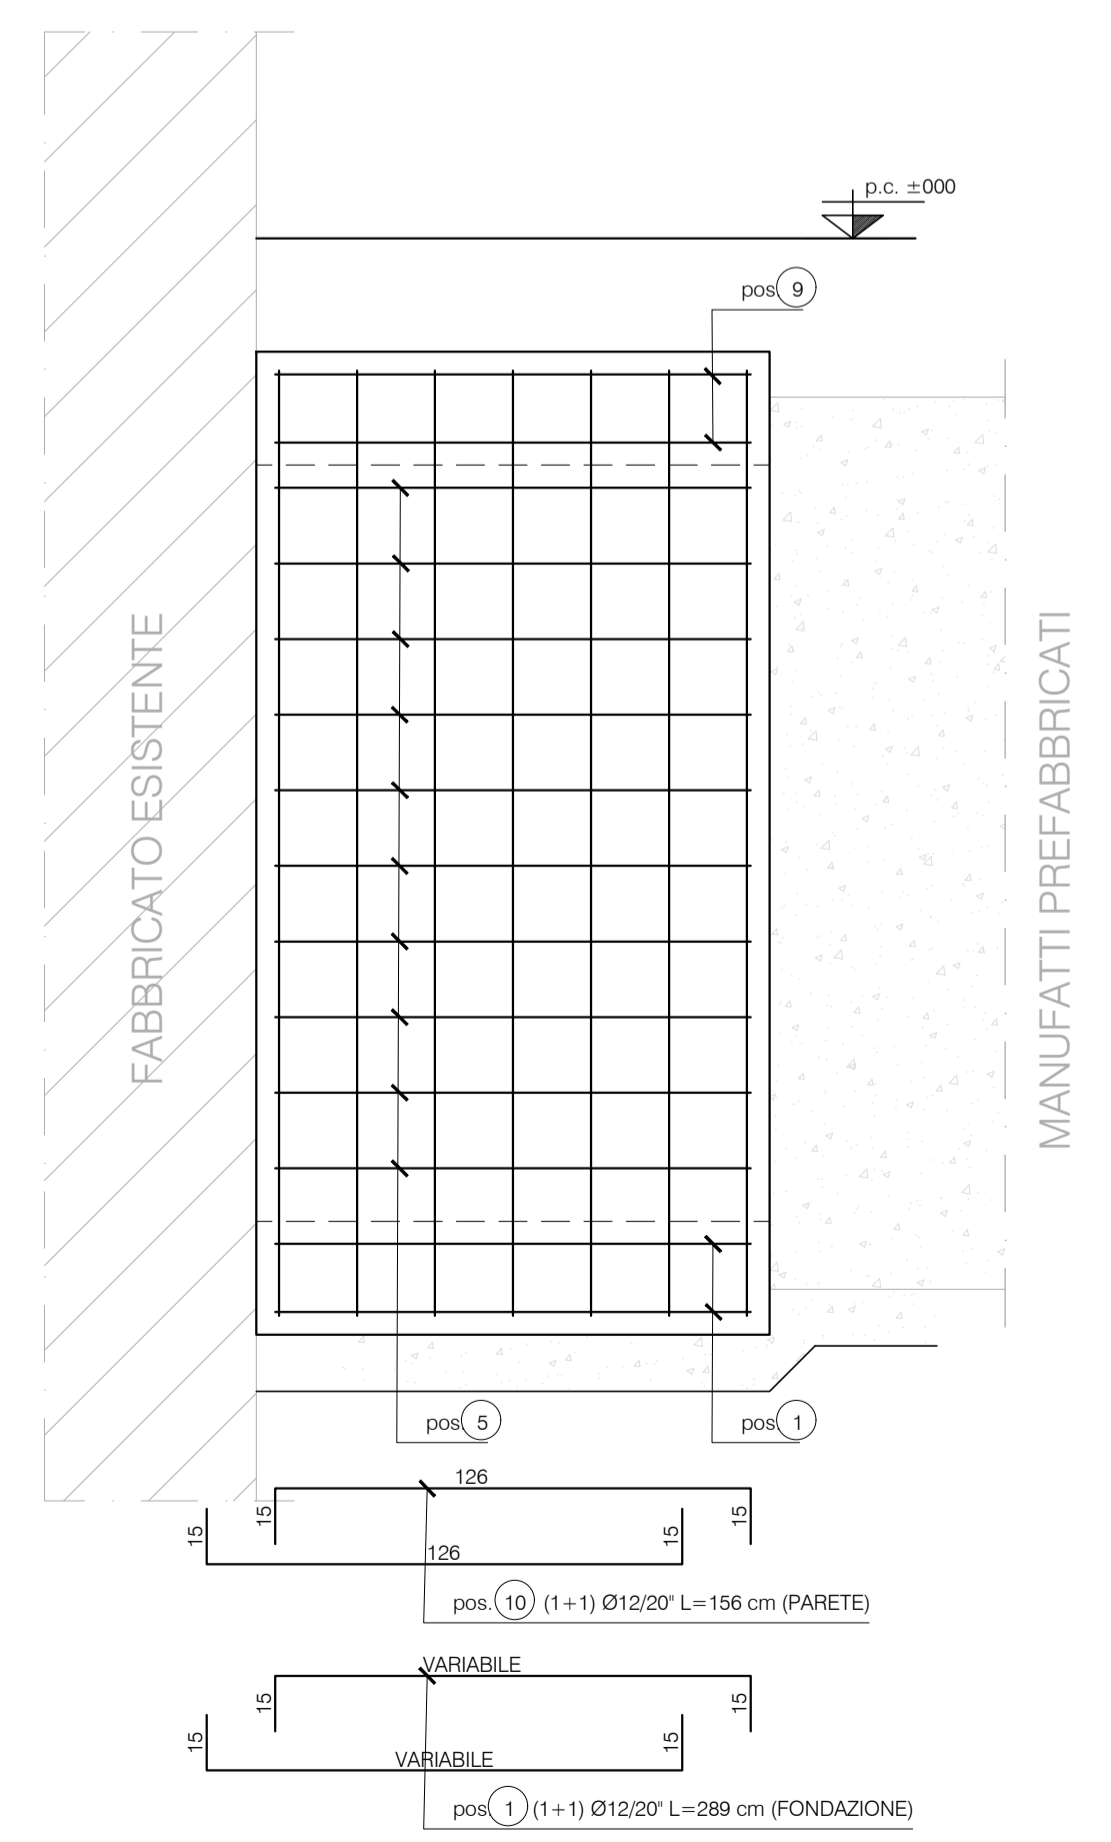 p.c. ±000
pos. 9
FABBRICATO ESISTENTE
MANUFATTI PREFABBRICATI
pos. 5
pos. 1
126
15
15
15
15
126
pos. 10 (1+1) Ø12/20" L=156 cm (PARETE)
VARIABILE
15
15
15
15
VARIABILE
pos. 1 (1+1) Ø12/20" L=289 cm (FONDAZIONE)